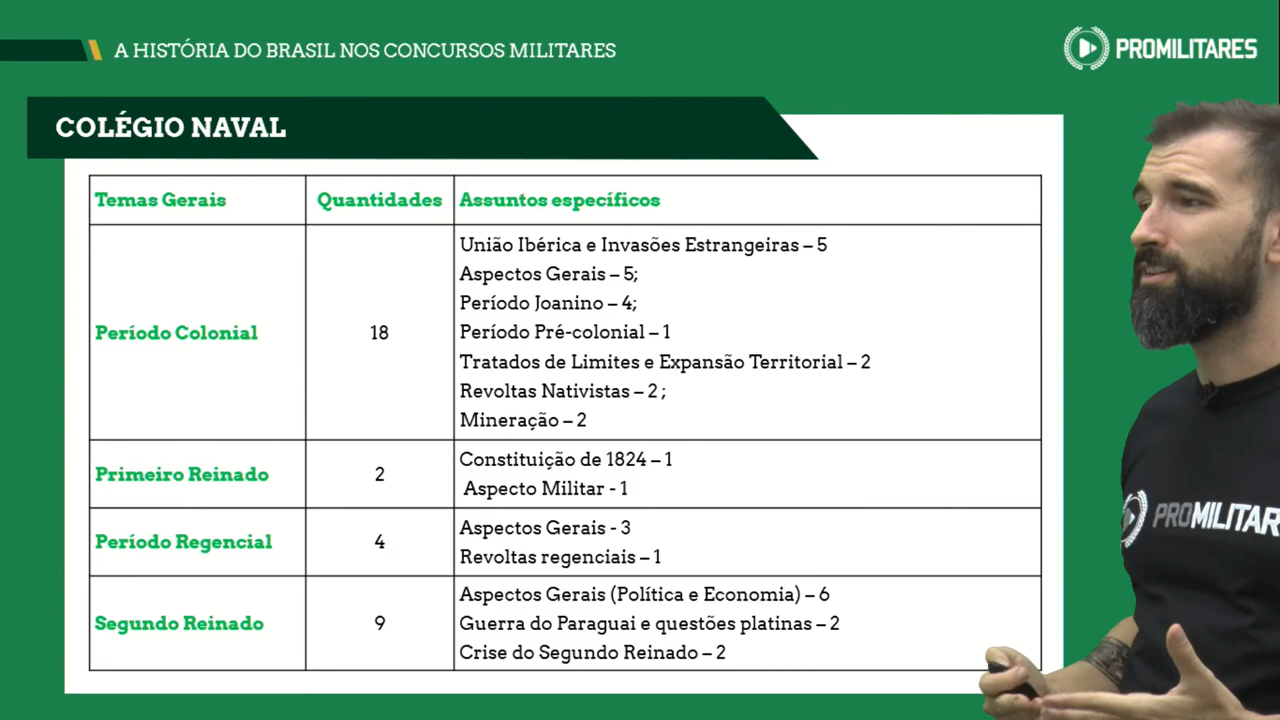 A HISTÓRIA DO BRASIL NOS CONCURSOS MILITARES
PROMILITARES
COLÉGIO NAVAL
Temas Gerais Quantidades Assuntos específicos
Período Colonial 18
União Ibérica e Invasões Estrangeiras – 5
Aspectos Gerais – 5;
Período Joanino – 4;
Período Pré-colonial – 1
Tratados de Limites e Expansão Territorial – 2
Revoltas Nativistas – 2 ;
Mineração – 2
Primeiro Reinado 2
Constituição de 1824 – 1
Aspecto Militar - 1
Período Regencial 4
Aspectos Gerais - 3
Revoltas regenciais – 1
Segundo Reinado 9
Aspectos Gerais (Política e Economia) – 6
Guerra do Paraguai e questões platinas – 2
Crise do Segundo Reinado – 2
PROMILITAR